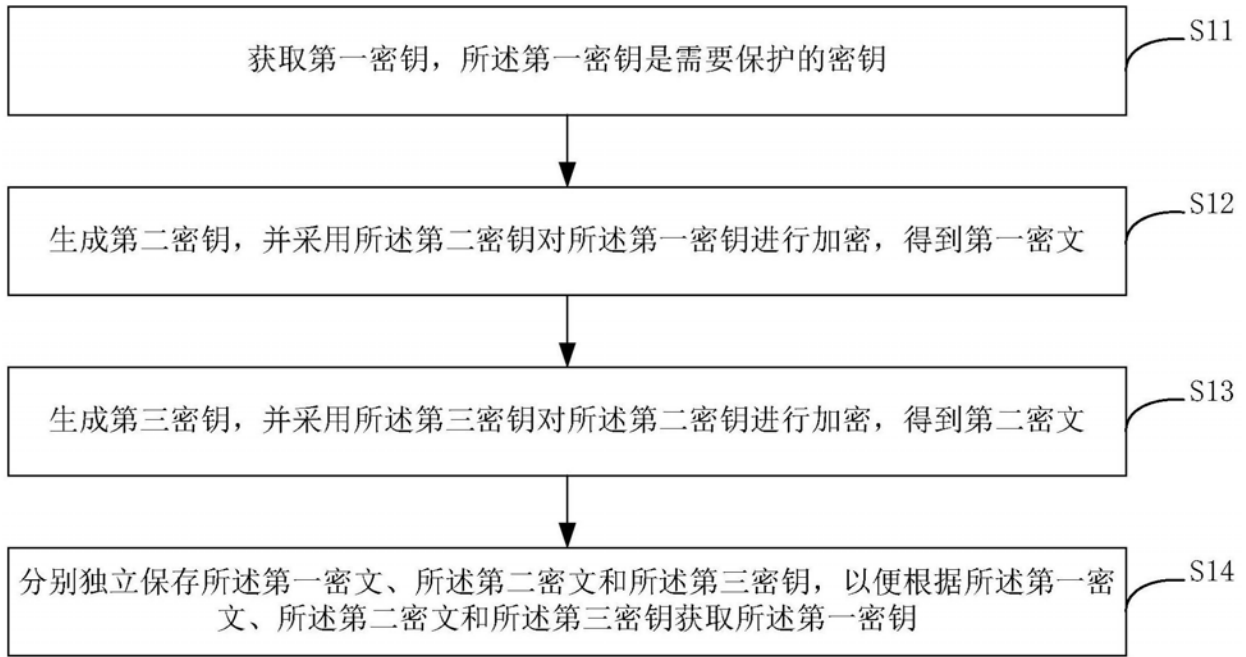 获取第一密钥，所述第一密钥是需要保护的密钥
S11
生成第二密钥，并采用所述第二密钥对所述第一密钥进行加密，得到第一密文
S12
生成第三密钥，并采用所述第三密钥对所述第二密钥进行加密，得到第二密文
S13
分别独立保存所述第一密文、所述第二密文和所述第三密钥，以便根据所述第一密
文、所述第二密文和所述第三密钥获取所述第一密钥
S14